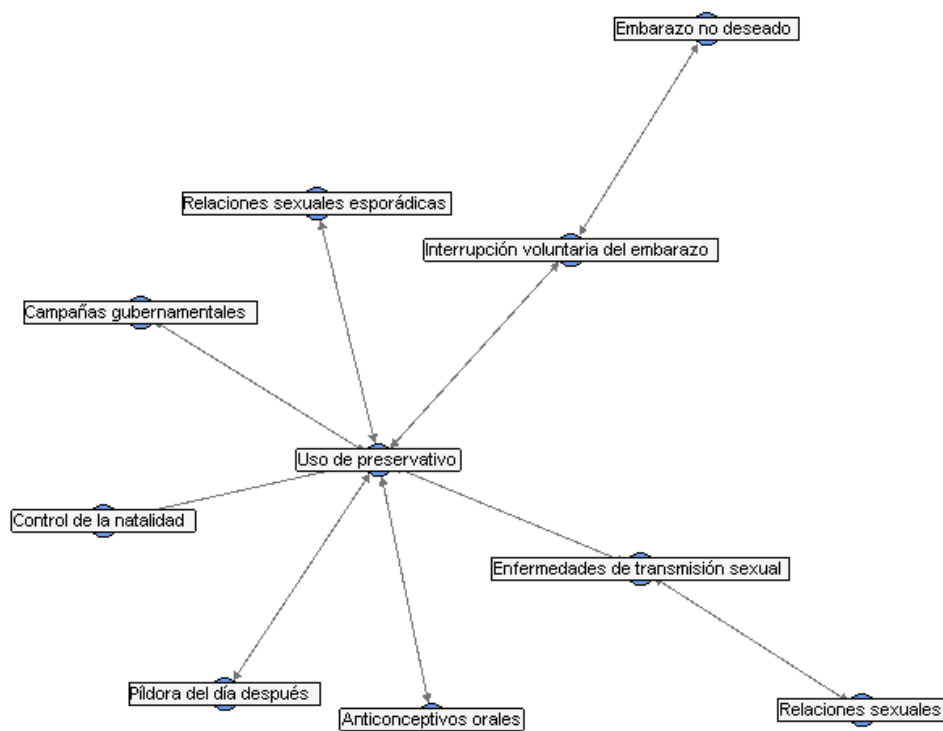 Embarazo no deseado
Relaciones sexuales esporádicas
Interrupción voluntaria del embarazo
Campañas gubernamentales
Uso de preservativo
Control de la natalidad
Enfermedades de transmisión sexual
Píldora del día después
Anticonceptivos orales
Relaciones sexuales